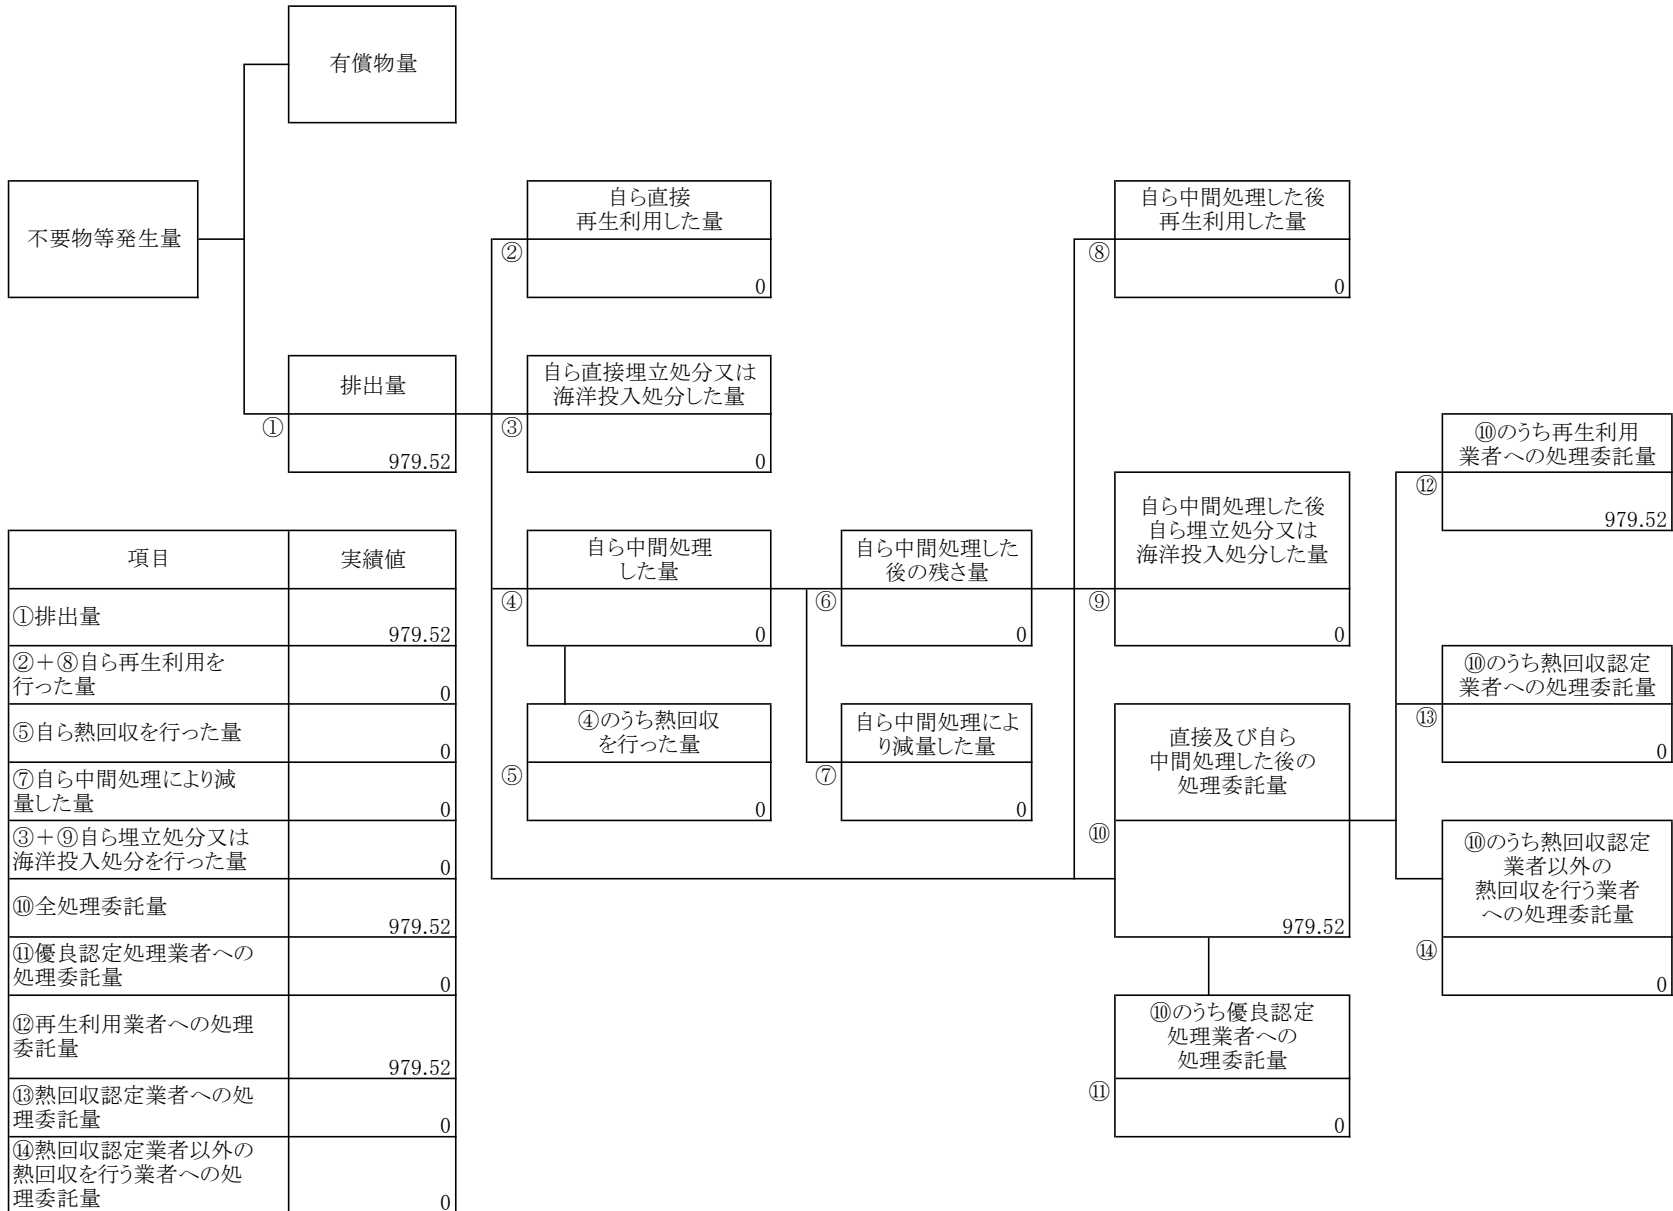 有償物量
不要物等発生量
自ら直接
再生利用した量
②
0
自ら中間処理した後
再生利用した量
⑧
0
排出量
①
979.52
自ら直接埋立処分又は
海洋投入処分した量
③
0
⑩のうち再生利用
業者への処理委託量
⑫
979.52
自ら中間処理した後
自ら埋立処分又は
海洋投入処分した量
⑨
0
自ら中間処理
した量
④
0
自ら中間処理した
後の残さ量
⑥
0
⑩のうち熱回収認定
業者への処理委託量
⑬
0
④のうち熱回収
を行った量
⑤
0
自ら中間処理によ
り減量した量
⑦
0
直接及び自ら
中間処理した後の
処理委託量
⑩
979.52
⑩のうち熱回収認定
業者以外の
熱回収を行う業者
への処理委託量
⑭
0
⑩のうち優良認定
処理業者への
処理委託量
⑪
0
項目 実績値
①排出量
979.52
②＋⑧自ら再生利用を
行った量
0
⑤自ら熱回収を行った量
0
⑦自ら中間処理により減
量した量
0
③＋⑨自ら埋立処分又は
海洋投入処分を行った量
0
⑩全処理委託量
979.52
⑪優良認定処理業者への
処理委託量
0
⑫再生利用業者への処理
委託量
979.52
⑬熱回収認定業者への処
理委託量
0
⑭熱回収認定業者以外の
熱回収を行う業者への処
理委託量
0